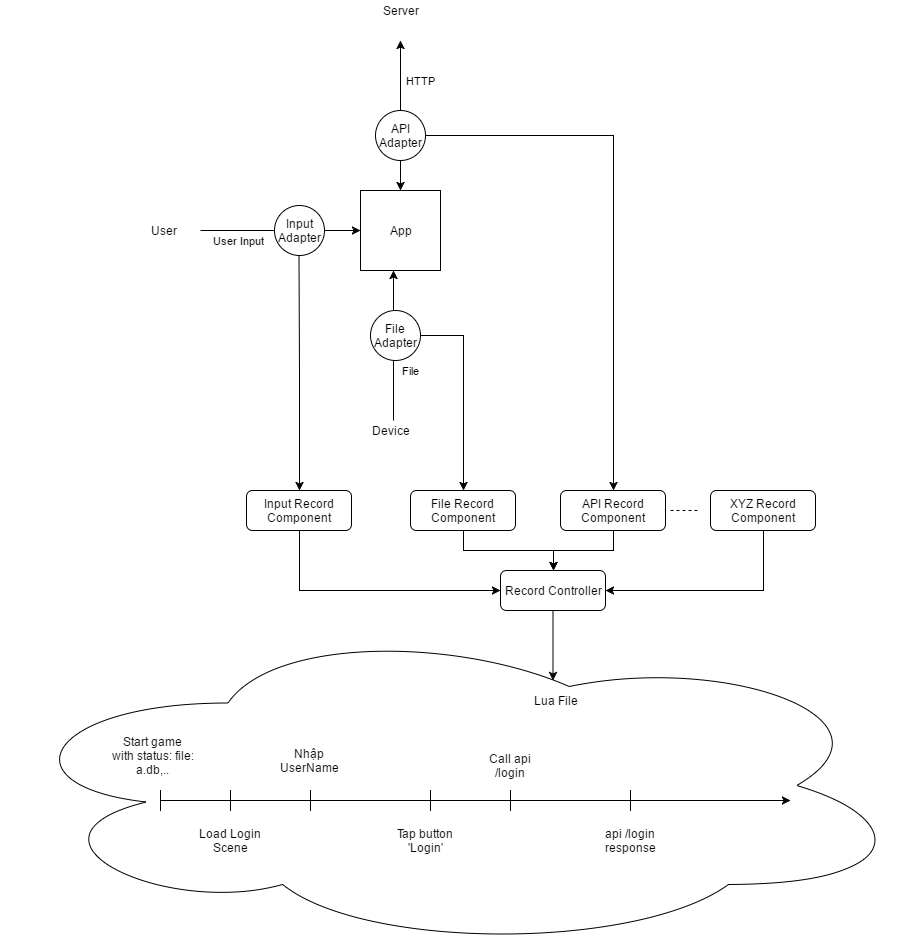 Server
HTTP
API
Adapter
User
User Input
Input
Adapter
App
File
Adapter
File
Device
Input Record
Component
File Record
Component
API Record
Component
XYZ Record
Component
Record Controller
Lua File
Start game
with status: file:
a.db,..
Nhập
UserName
Call api
/login
Load Login
Scene
Tap button
'Login'
api /login
response